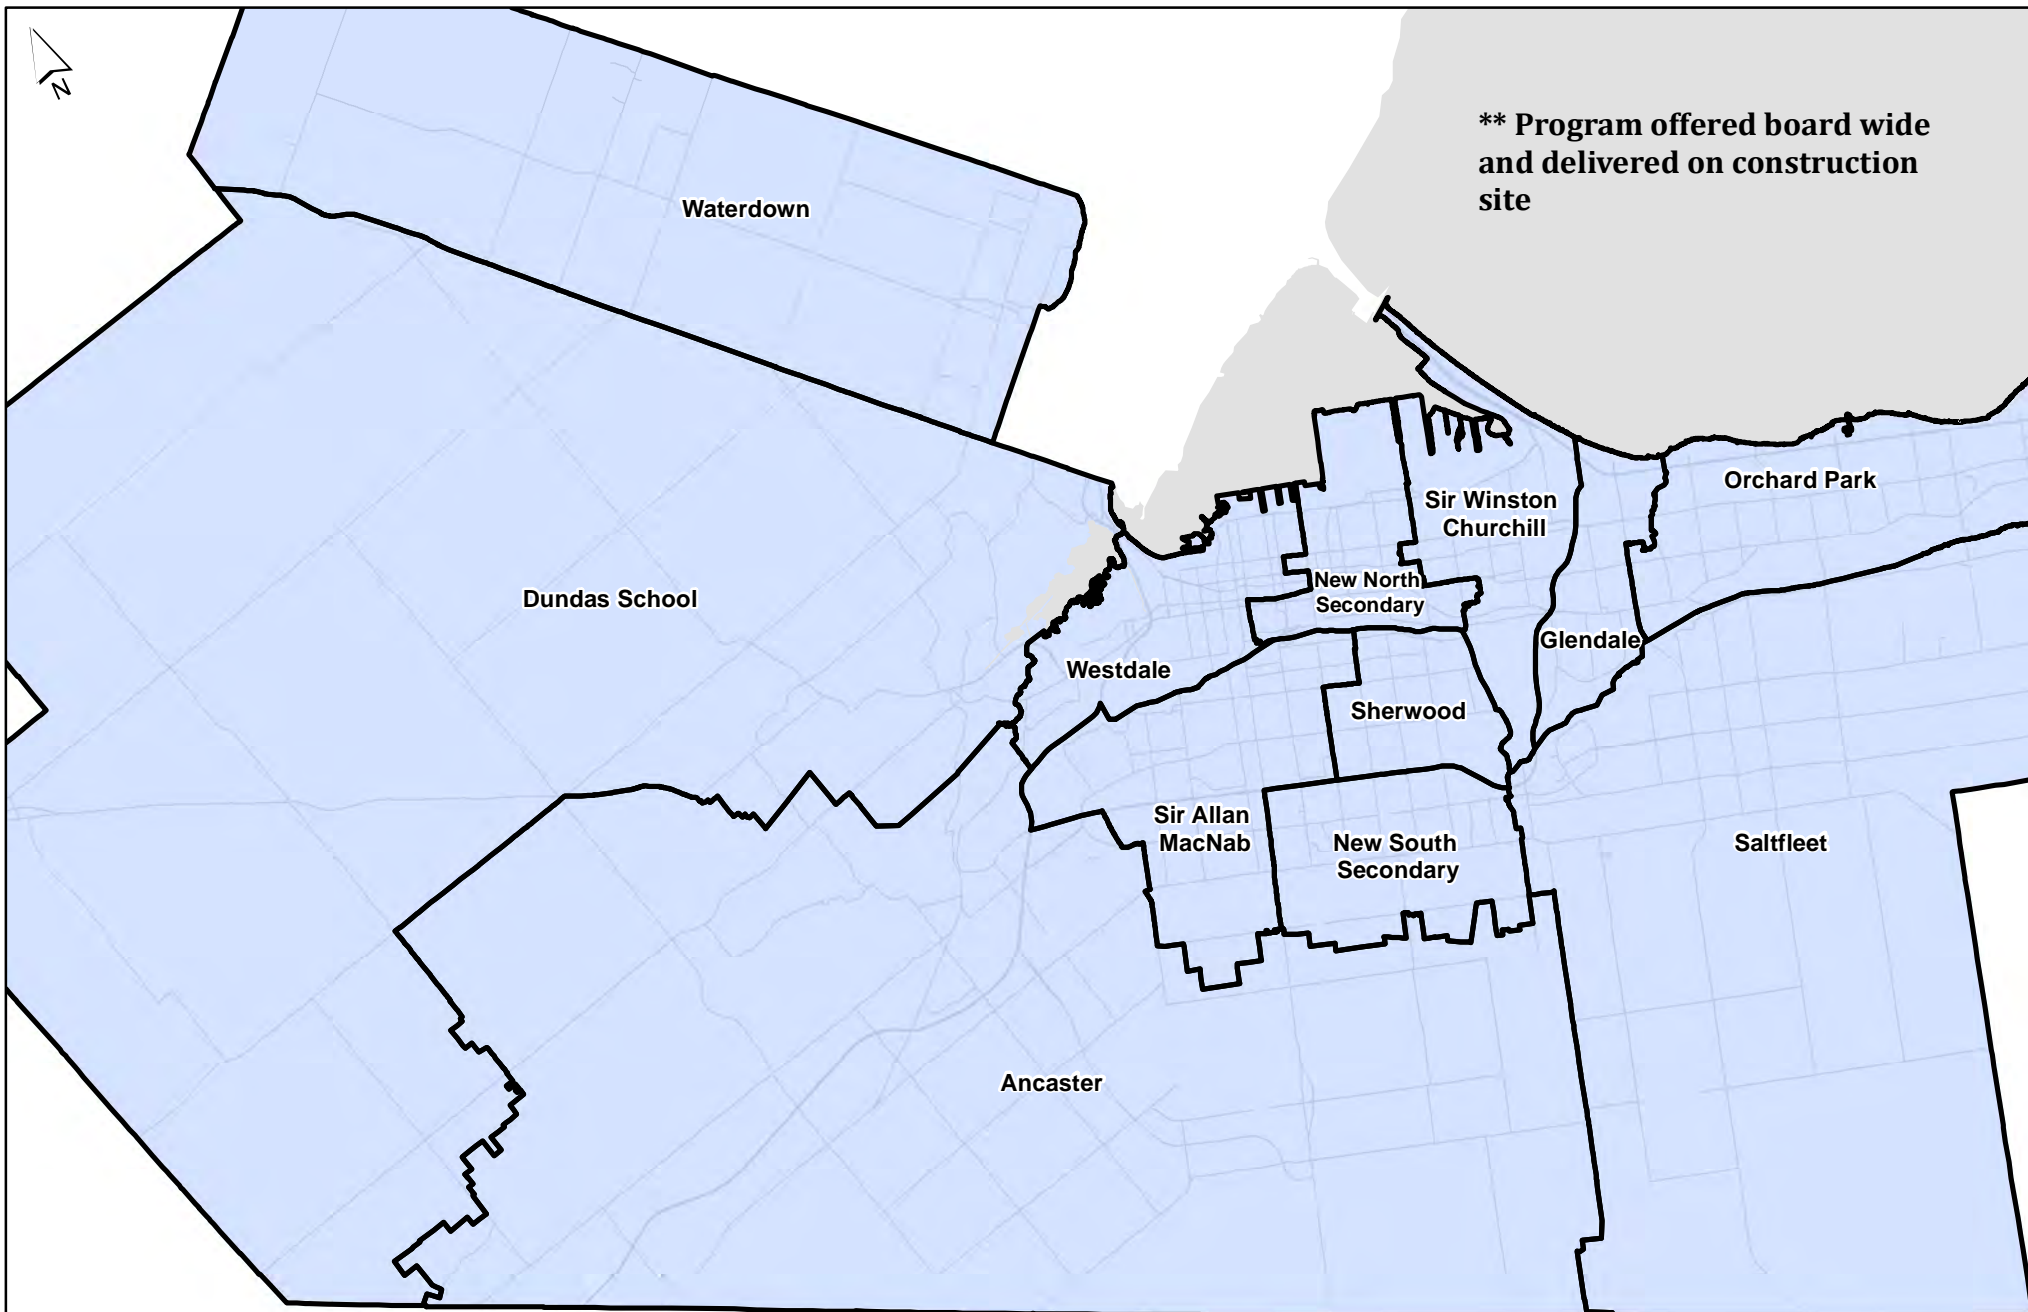 N
** Program offered board wide
and delivered on construction
site
Waterdown
Orchard Park
Sir Winston
Churchill
New North
Secondary
Dundas School
Glendale
Westdale
Sherwood
Sir Allan
MacNab
New South
Secondary
Saltfleet
Ancaster